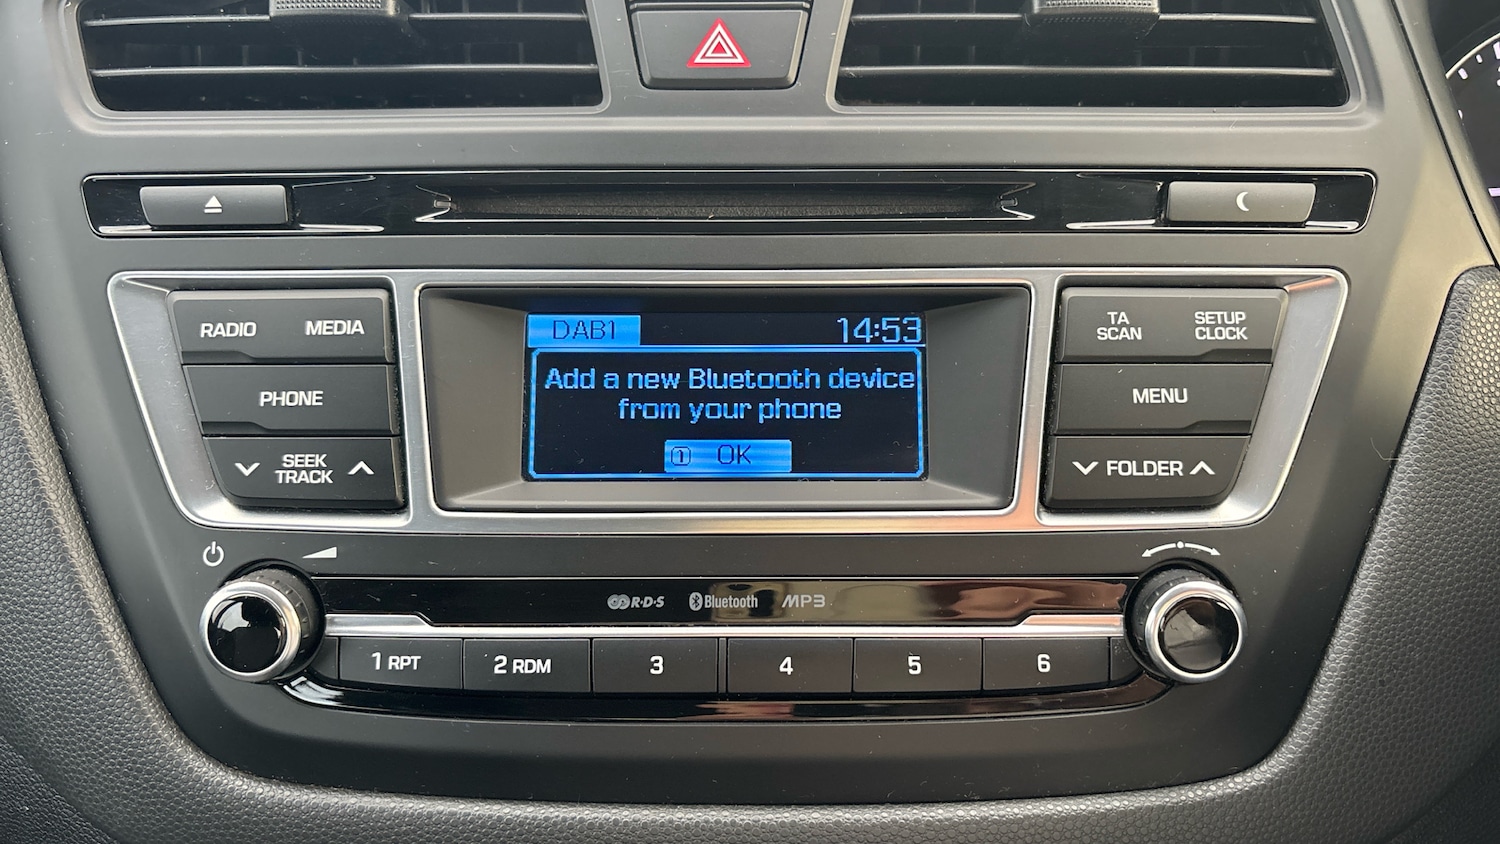 RADIO MEDIA
PHONE
SEEK
TRACK
DAB1 14:53
Add a new Bluetooth device
from your phone
1 OK
TA
SCAN
SETUP
CLOCK
MENU
FOLDER
R·D·S Bluetooth MP3
1 RPT 2 RDM 3 4 5 6